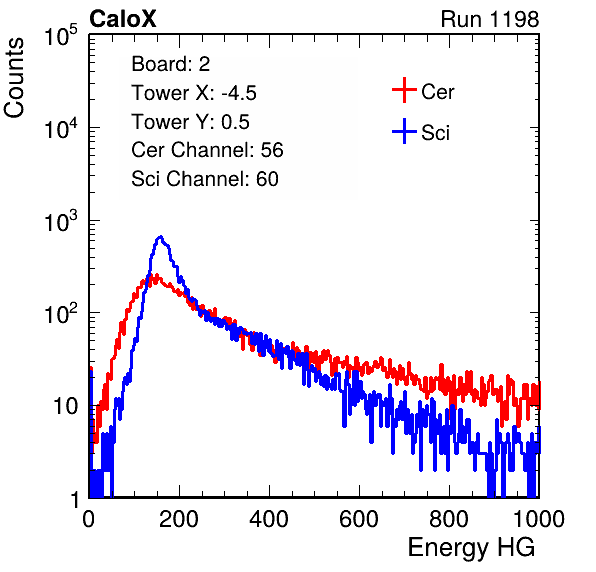 CaloX Run 1198
Counts
10^5
10^4
10^3
10^2
10
1
Board: 2
Tower X: -4.5
Tower Y: 0.5
Cer Channel: 56
Sci Channel: 60
Cer
Sci
0 200 400 600 800 1000
Energy HG